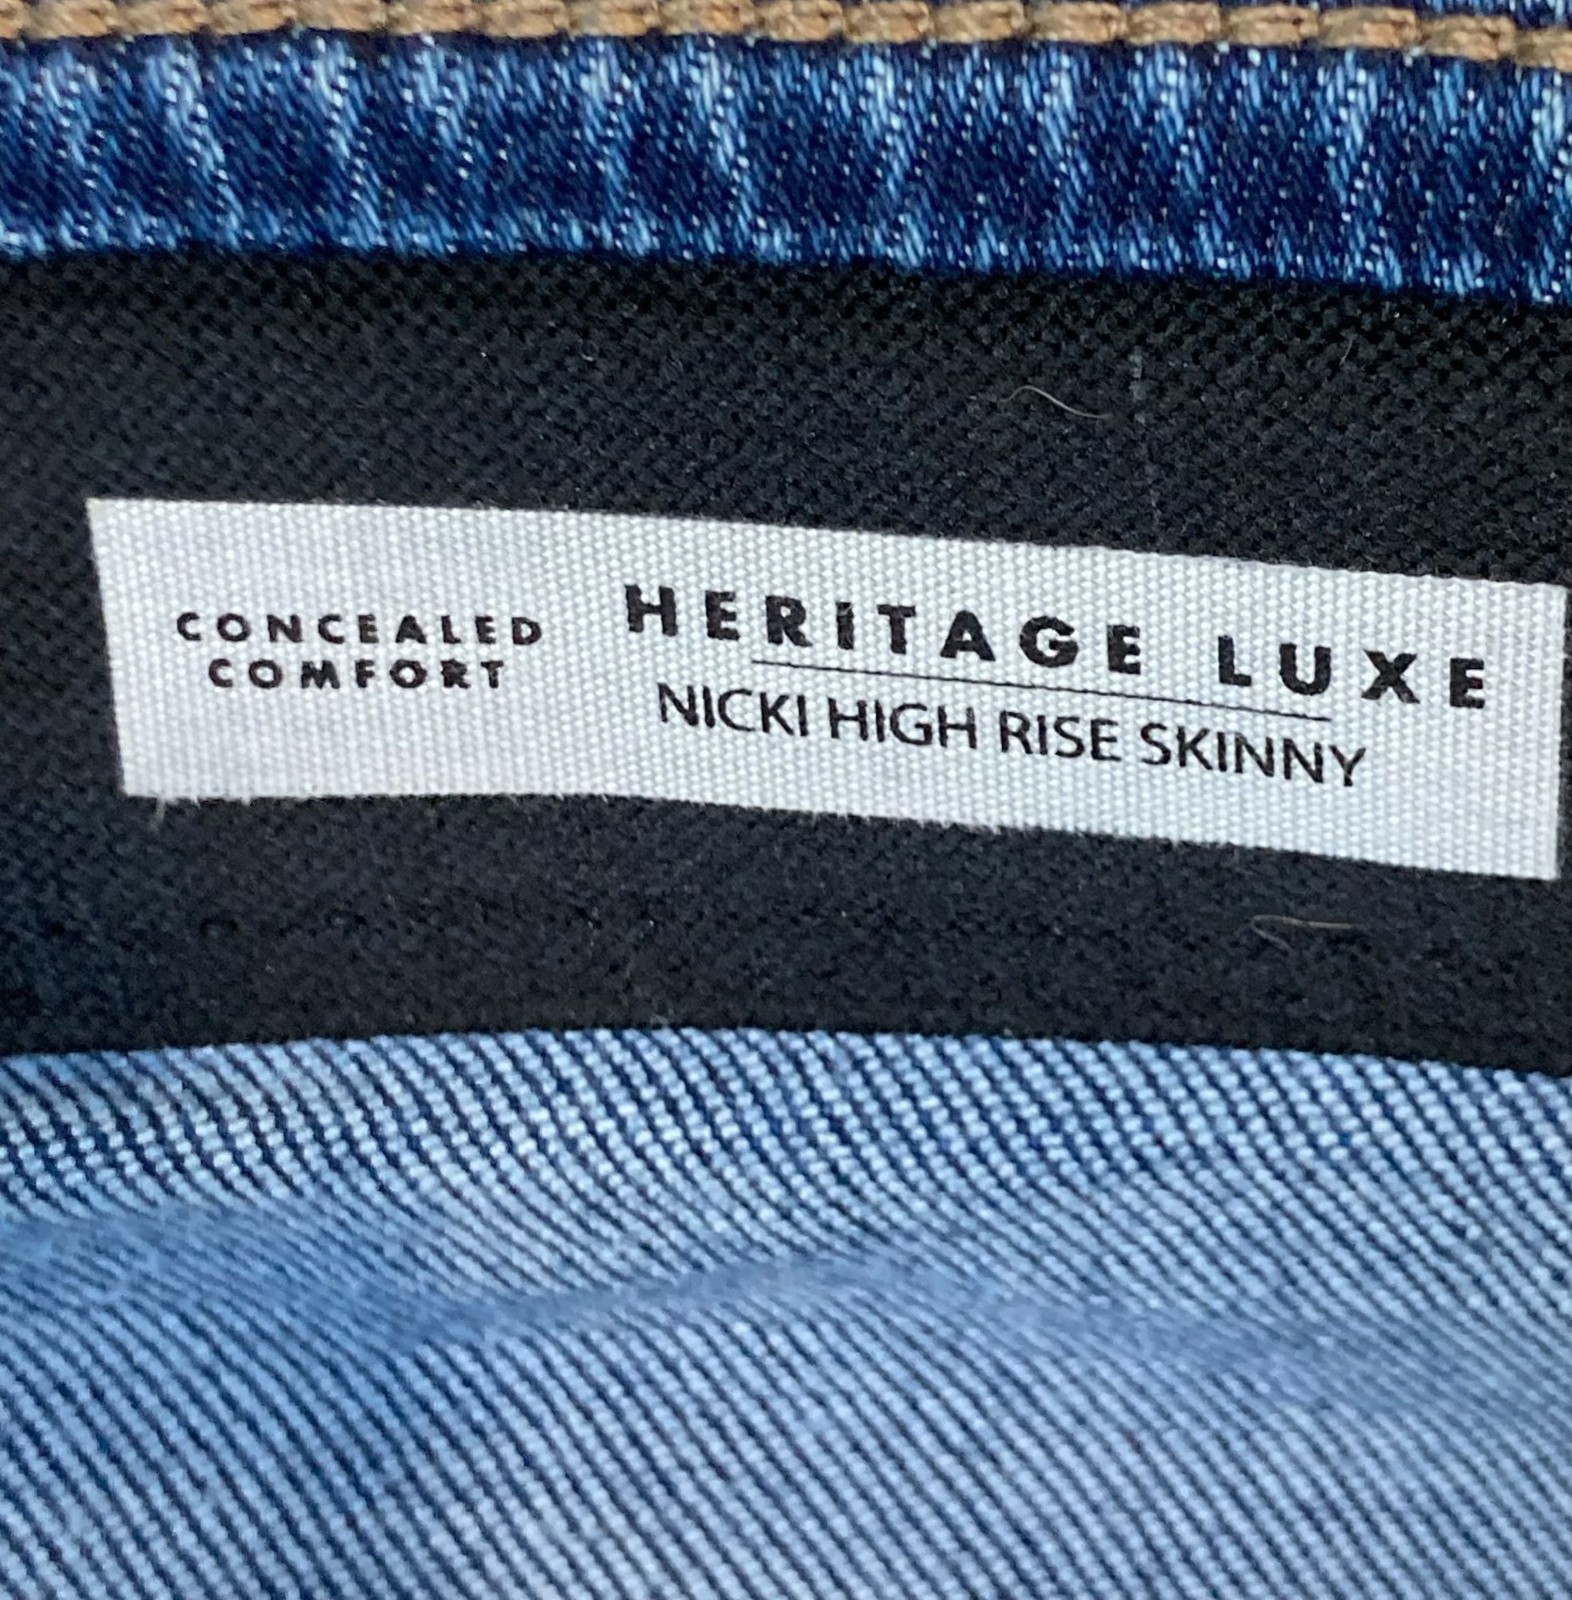 CONCEALED
COMFORT
HERITAGE LUXE
NICKI HIGH RISE SKINNY